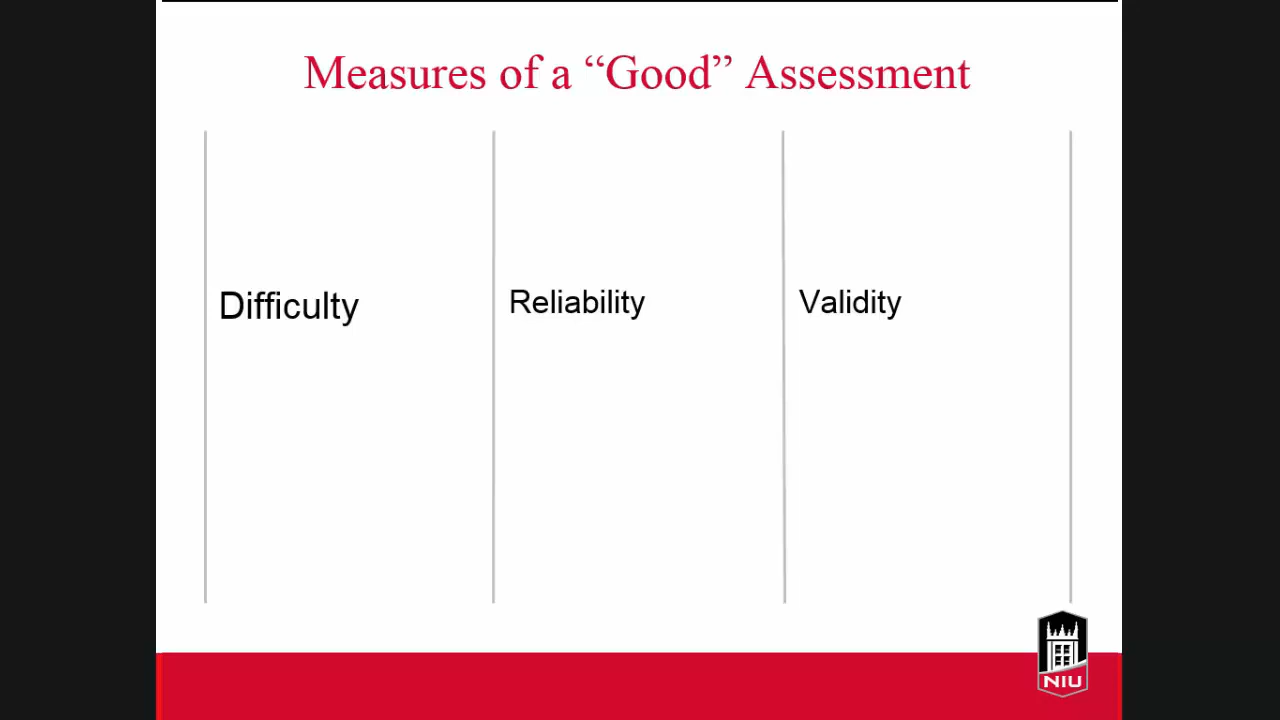 Measures of a “Good” Assessment
Difficulty
Reliability
Validity
NIU